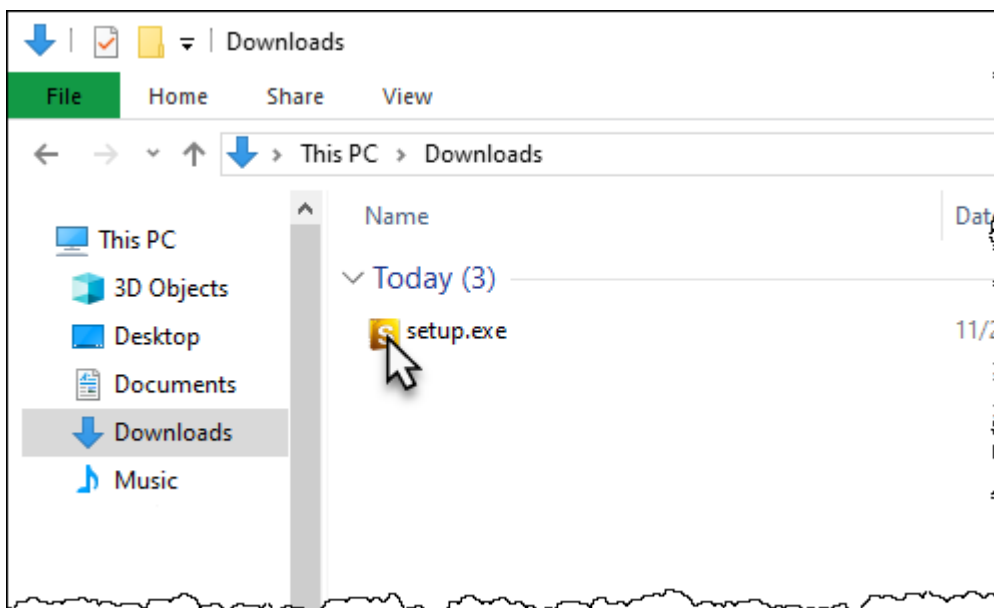 Downloads
File Home Share View
This PC > Downloads
Name
This PC
Today (3)
3D Objects
setup.exe
Desktop
Documents
Downloads
Music